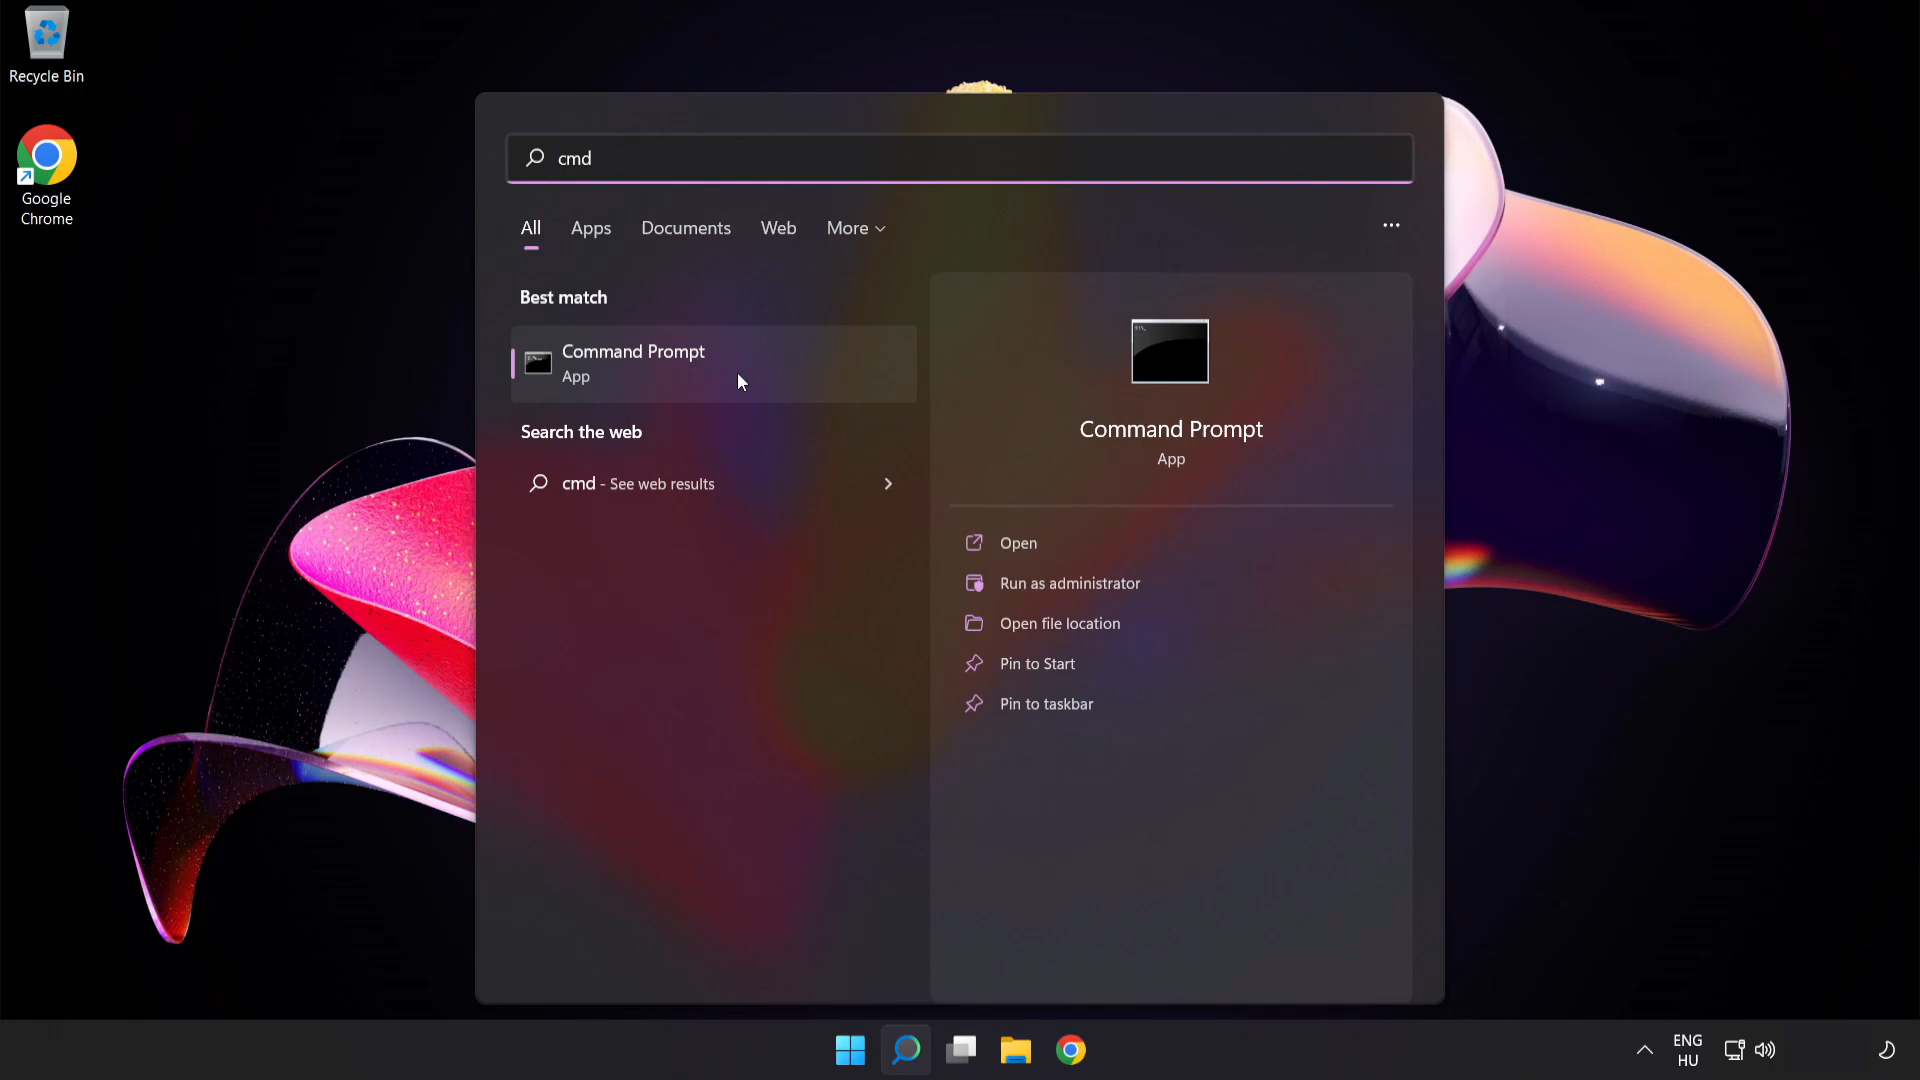 Recycle Bin
Google
Chrome
cmd
All Apps Documents Web More
Best match
Command Prompt
App
Search the web
cmd - See web results
Command Prompt
App
Open
Run as administrator
Open file location
Pin to Start
Pin to taskbar
ENG
HU